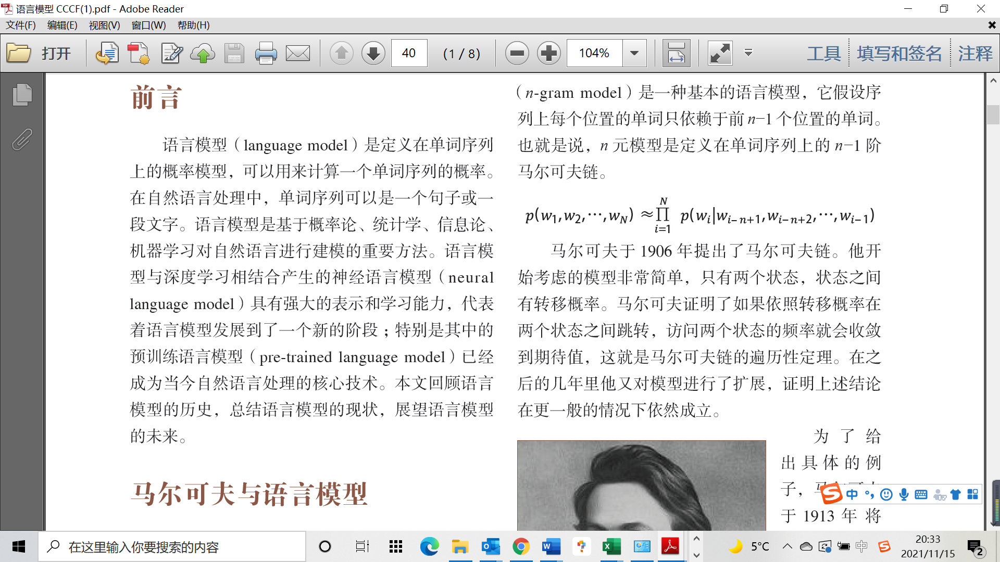 语言模型 CCCF(1).pdf - Adobe Reader
文件(F) 编辑(E) 视图(V) 窗口(W) 帮助(H)
打开 40 (1 / 8) 104% 工具 填写和签名 注释
前言
语言模型（language model）是定义在单词序列
上的概率模型，可以用来计算一个单词序列的概率。
在自然语言处理中，单词序列可以是一个句子或一
段文字。语言模型是基于概率论、统计学、信息论、
机器学习对自然语言进行建模的重要方法。语言模
型与深度学习相结合产生的神经语言模型（neural
language model）具有强大的表示和学习能力，代表
着语言模型发展到了一个新的阶段；特别是其中的
预训练语言模型（pre-trained language model）已经
成为当今自然语言处理的核心技术。本文回顾语言
模型的历史，总结语言模型的现状，展望语言模型
的未来。
马尔可夫与语言模型
（n-gram model）是一种基本的语言模型，它假设序
列上每个位置的单词只依赖于前 n−1 个位置的单词。
也就是说，n 元模型是定义在单词序列上的 n−1 阶
马尔可夫链。
p(w₁,w₂,⋯,w_N) ≈ ∏_{i=1}^{N} p(w_i|w_{i−n+1},w_{i−n+2},⋯,w_{i−1})
马尔可夫于 1906 年提出了马尔可夫链。他开
始考虑的模型非常简单，只有两个状态，状态之间
有转移概率。马尔可夫证明了如果依照转移概率在
两个状态之间跳转，访问两个状态的频率就会收敛
到期待值，这就是马尔可夫链的遍历性定理。在之
后的几年里他又对模型进行了扩展，证明上述结论
在更一般的情况下依然成立。
为了给
出具体的例
子，
于 1913 年 将
中
在这里输入你要搜索的内容
5°C 中 20:33
2021/11/15 2